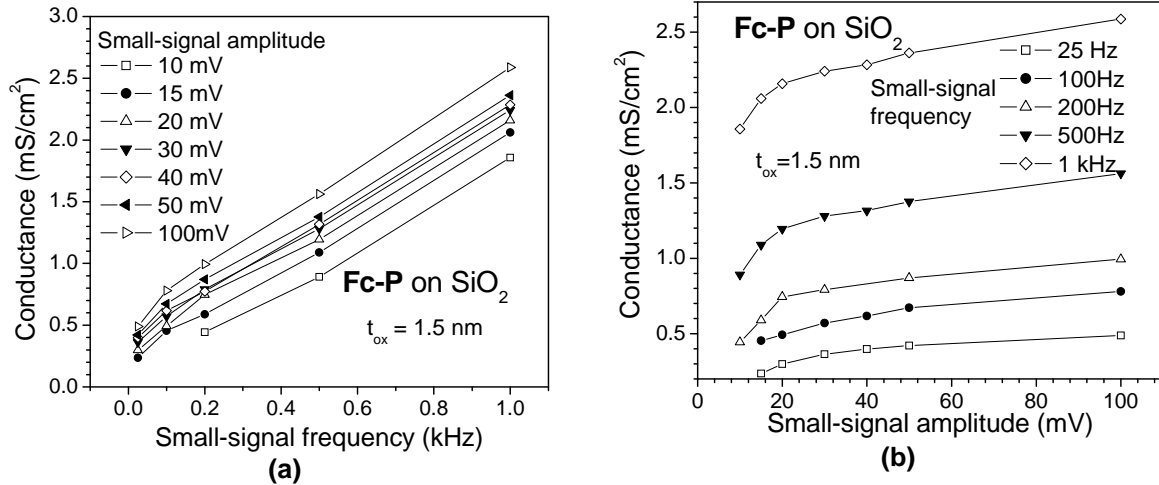 3.0
2.5
2.0
1.5
1.0
0.5
0.0
Conductance (mS/cm²)
Small-signal amplitude
10 mV
15 mV
20 mV
30 mV
40 mV
50 mV
100mV
Fc-P on SiO₂
tₒₓ = 1.5 nm
0.0 0.2 0.4 0.6 0.8 1.0
Small-signal frequency (kHz)
(a)
2.5
2.0
1.5
1.0
0.5
Conductance (mS/cm²)
Fc-P on SiO₂
Small-signal
frequency
25 Hz
100Hz
200Hz
500Hz
1 kHz
tₒₓ=1.5 nm
0 20 40 60 80 100
Small-signal amplitude (mV)
(b)